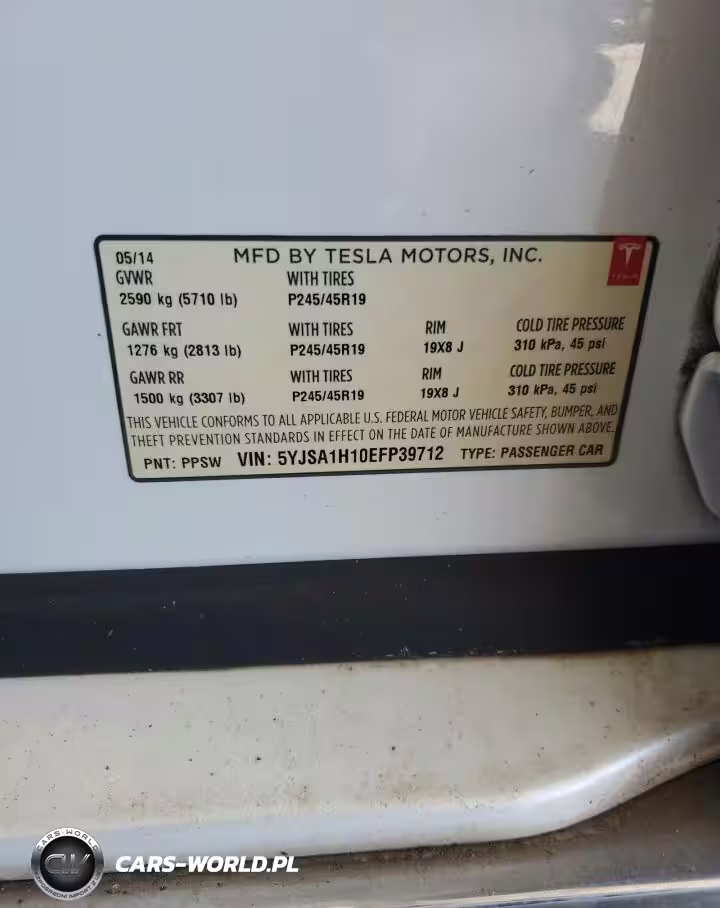 05/14 MFD BY TESLA MOTORS, INC.
TESLA
GVWR WITH TIRES
2590 kg (5710 lb) P245/45R19
GAWR FRT WITH TIRES RIM COLD TIRE PRESSURE
1276 kg (2813 lb) P245/45R19 19X8 J 310 kPa, 45 psi
GAWR RR WITH TIRES RIM COLD TIRE PRESSURE
1500 kg (3307 lb) P245/45R19 19X8 J 310 kPa, 45 psi
THIS VEHICLE CONFORMS TO ALL APPLICABLE U.S. FEDERAL MOTOR VEHICLE SAFETY, BUMPER, AND
THEFT PREVENTION STANDARDS IN EFFECT ON THE DATE OF MANUFACTURE SHOWN ABOVE.
PNT: PPSW VIN: 5YJSA1H10EFP39712 TYPE: PASSENGER CAR
CARS-WORLD
CW
CARS-WORLD.PL